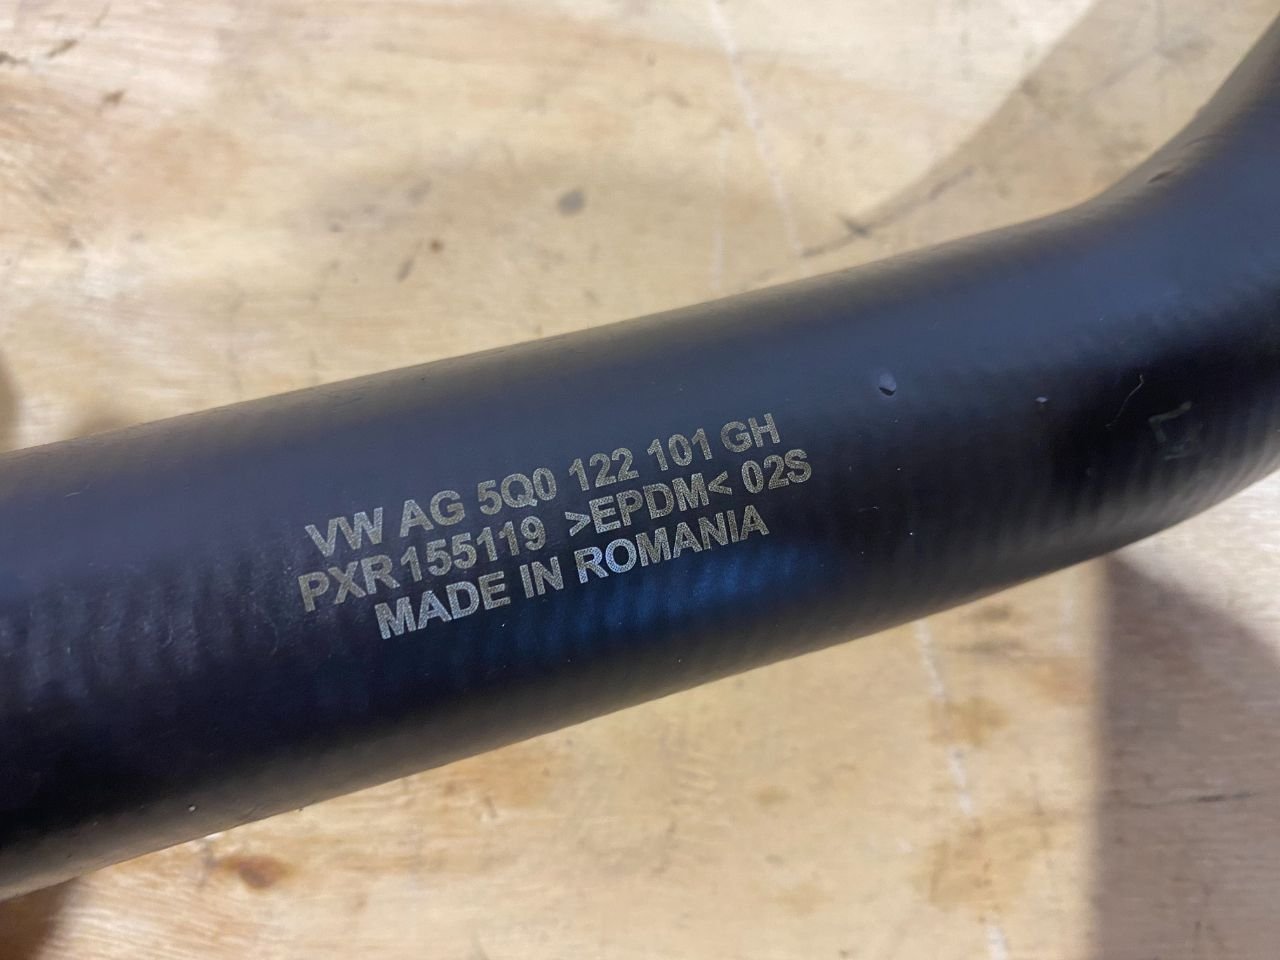 VW AG 5Q0 122 101 GH
PXR155119 >EPDM< 02S
MADE IN ROMANIA